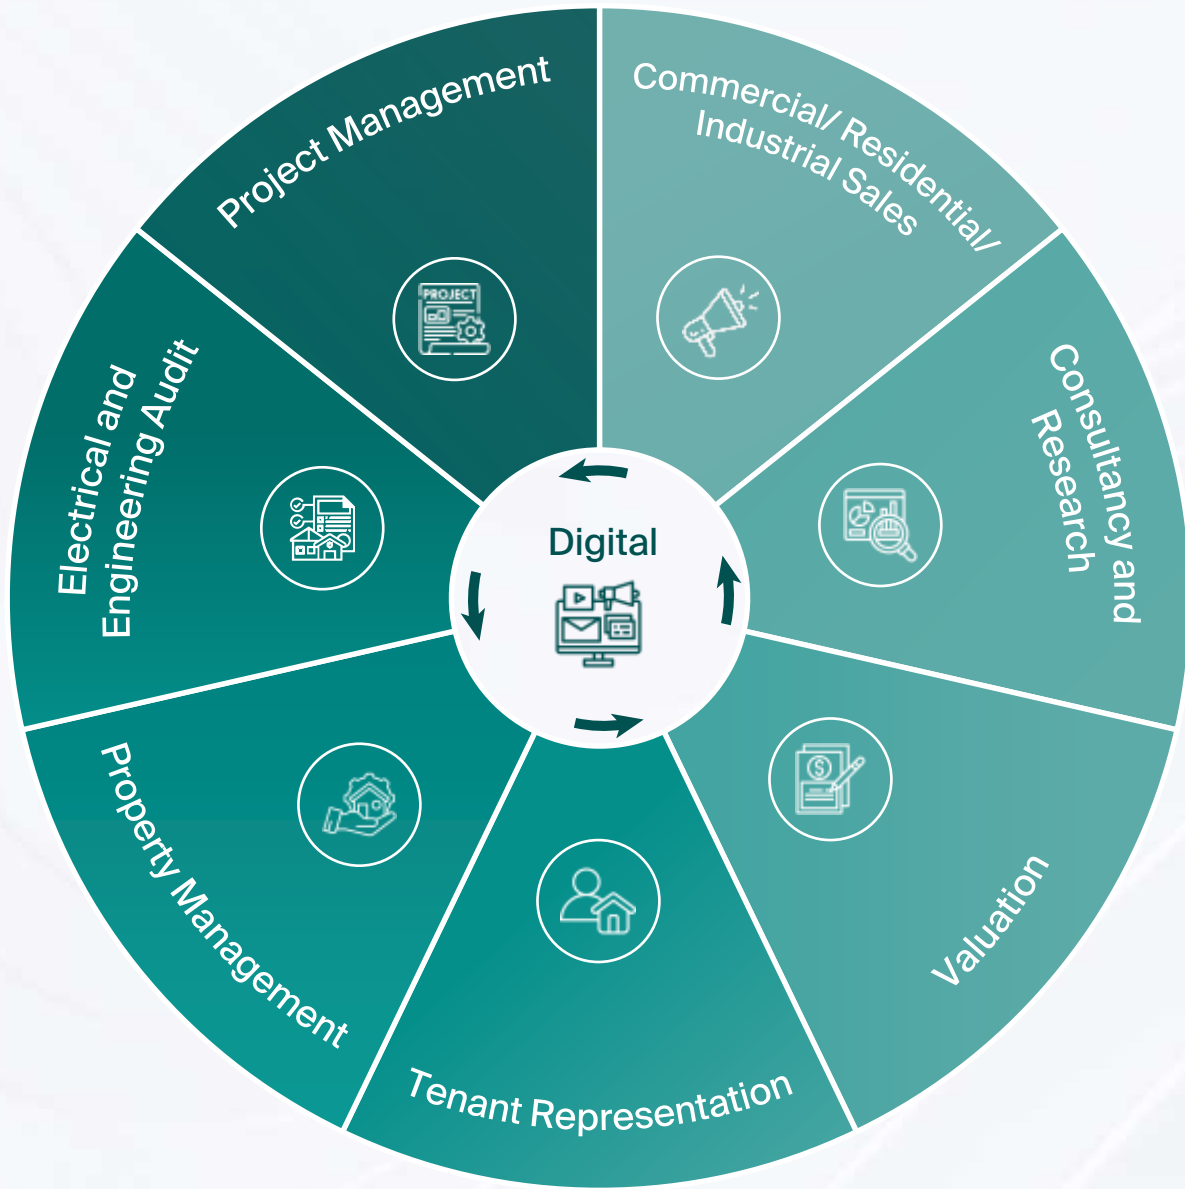 Project Management
PROJECT
Commercial/ Residential/
Industrial Sales
Consultancy and
Research
Valuation
Tenant Representation
Property Management
Electrical and
Engineering Audit
Digital
$